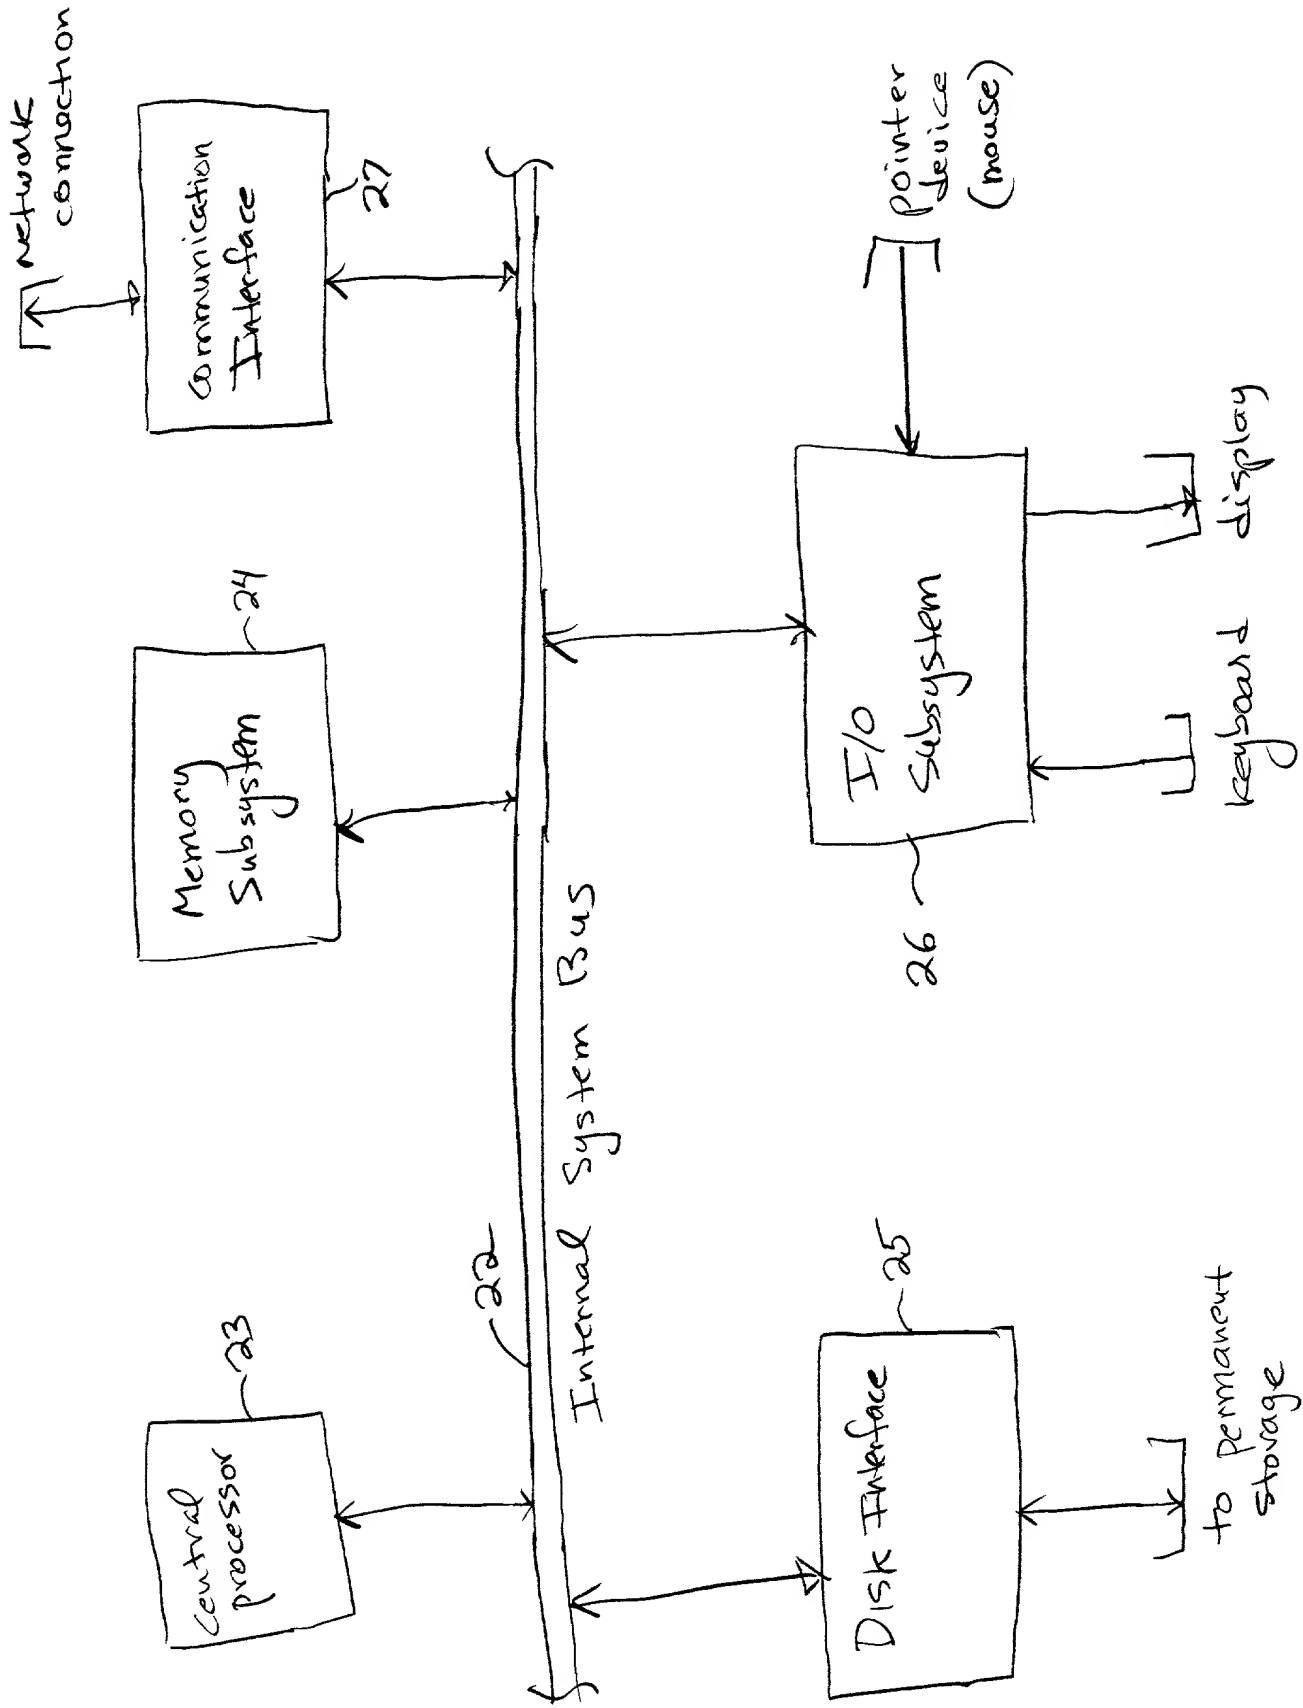 Central
processor
23
Memory
Subsystem
24
network
connection
Communication
Interface
27
22
Internal System Bus
Disk Interface
25
to permanent
storage
26
I/O
Subsystem
keyboard
display
pointer
device
(mouse)